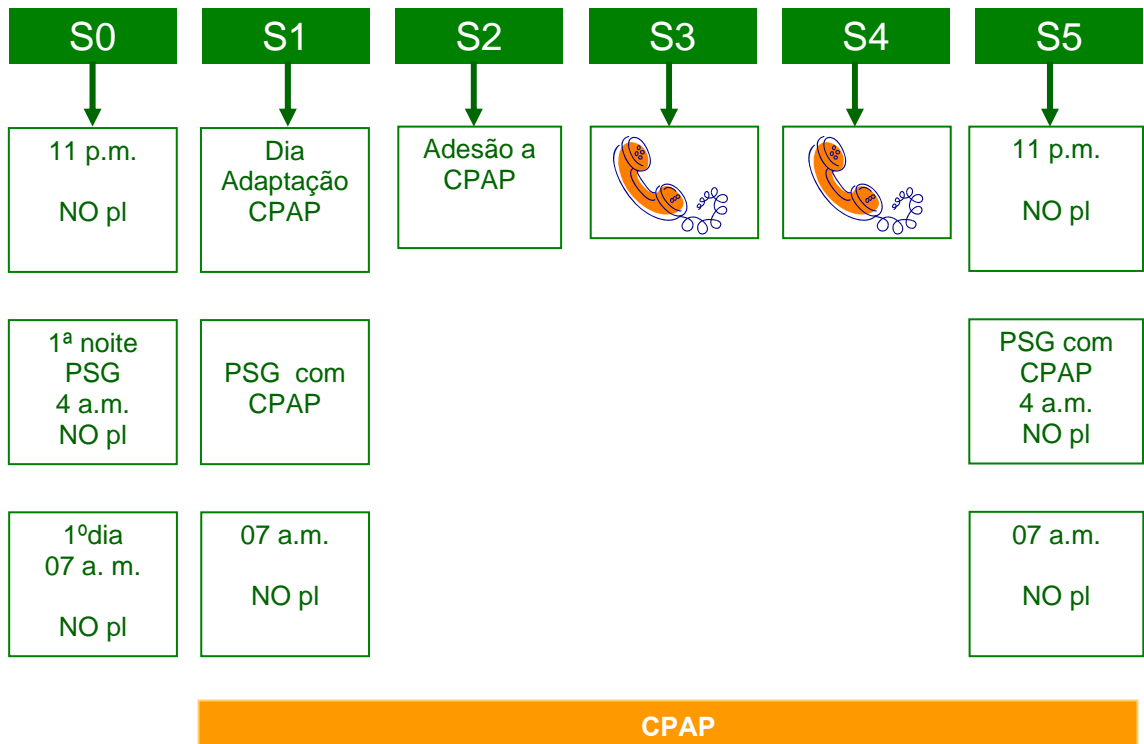 S0
S1
S2
S3
S4
S5
11 p.m.
NO pl
Dia
Adaptação
CPAP
Adesão a
CPAP
11 p.m.
NO pl
1ª noite
PSG
4 a.m.
NO pl
PSG com
CPAP
PSG com
CPAP
4 a.m.
NO pl
1ºdia
07 a. m.
NO pl
07 a.m.
NO pl
07 a.m.
NO pl
CPAP